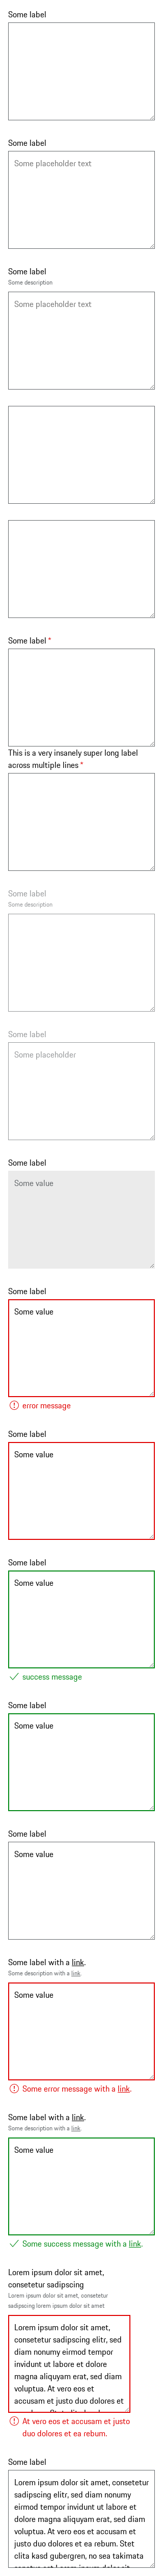 Some label
Some label
Some placeholder text
Some label
Some description
Some placeholder text
Some label *
This is a very insanely super long label
across multiple lines *
Some label
Some description
Some label
Some placeholder
Some label
Some value
Some label
Some value
error message
Some label
Some value
Some label
Some value
success message
Some label
Some value
Some label
Some value
Some label with a link.
Some description with a link.
Some value
Some error message with a link.
Some label with a link.
Some description with a link.
Some value
Some success message with a link.
Lorem ipsum dolor sit amet,
consetetur sadipscing
Lorem ipsum dolor sit amet, consetetur
sadipscing lorem ipsum dolor sit amet
Lorem ipsum dolor sit amet,
consetetur sadipscing elitr, sed
diam nonumy eirmod tempor
invidunt ut labore et dolore
magna aliquyam erat, sed diam
voluptua. At vero eos et
accusam et justo duo dolores et
At vero eos et accusam et justo
duo dolores et ea rebum.
Some label
Lorem ipsum dolor sit amet, consetetur
sadipscing elitr, sed diam nonumy
eirmod tempor invidunt ut labore et
dolore magna aliquyam erat, sed diam
voluptua. At vero eos et accusam et
justo duo dolores et ea rebum. Stet
clita kasd gubergren, no sea takimata